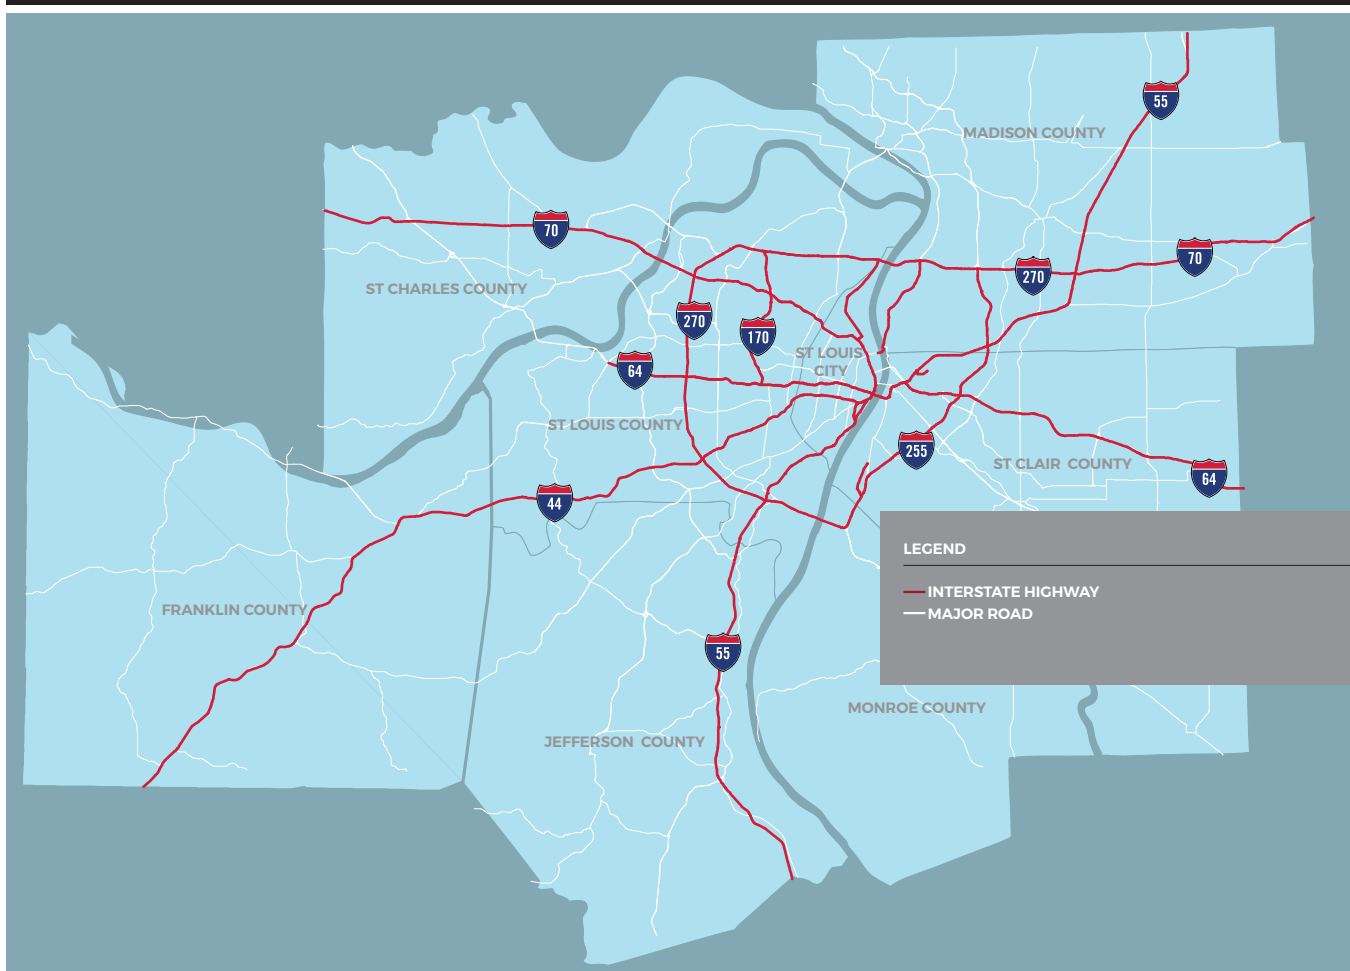 55
MADISON COUNTY
70
70
270
ST CHARLES COUNTY
270
170
ST LOUIS
CITY
64
ST LOUIS COUNTY
255
ST CLAIR  COUNTY
64
44
LEGEND
INTERSTATE HIGHWAY
MAJOR ROAD
FRANKLIN COUNTY
55
MONROE COUNTY
JEFFERSON  COUNTY